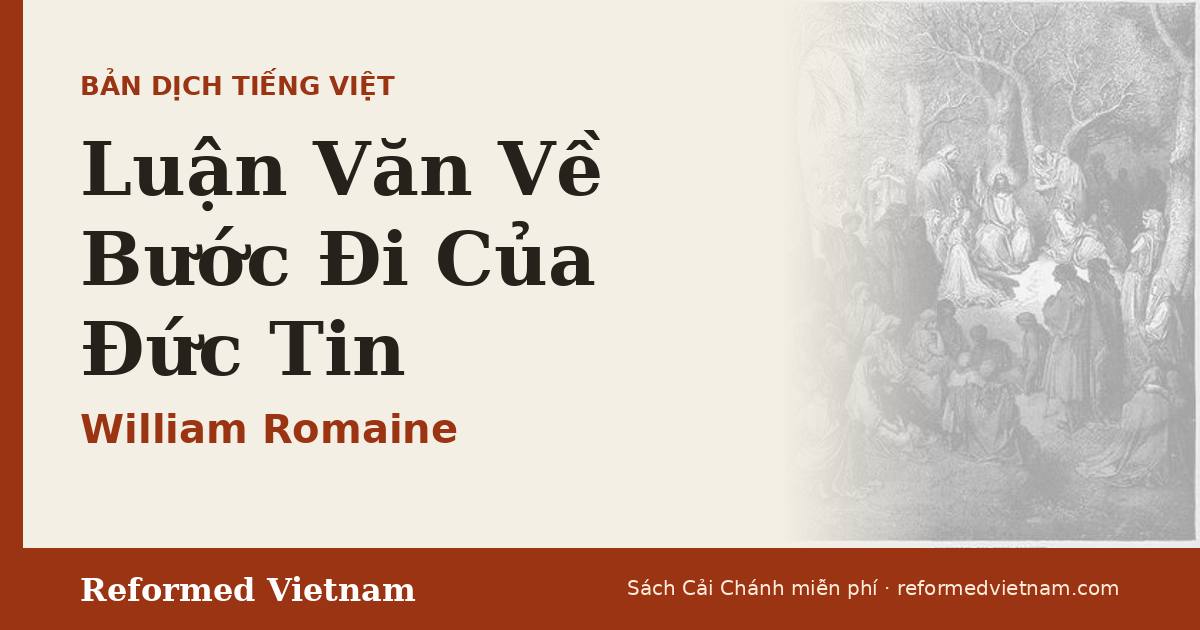 BẢN DỊCH TIẾNG VIỆT
Luận Văn Về
Bước Đi Của
Đức Tin
William Romaine
Reformed Vietnam
Sách Cải Chánh miễn phí · reformedvietnam.com